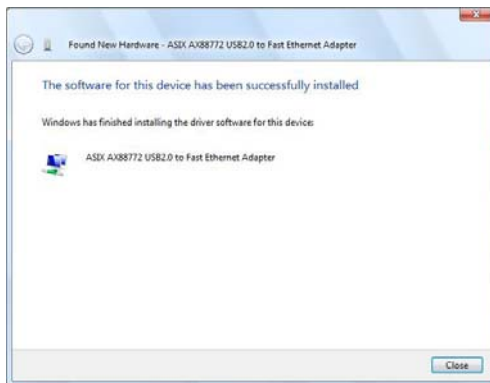 Found New Hardware - ASIX AX88772 USB2.0 to Fast Ethernet Adapter
The software for this device has been successfully installed
Windows has finished installing the driver software for this device:
ASIX AX88772 USB2.0 to Fast Ethernet Adapter
Close